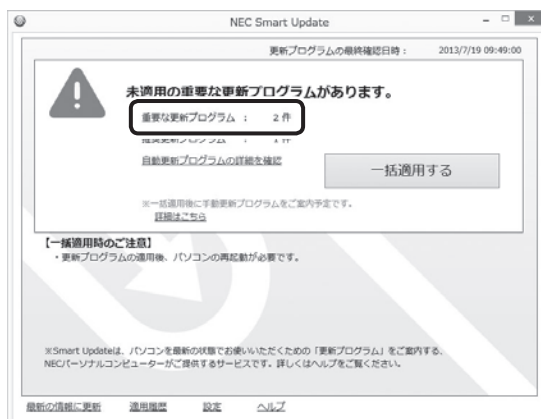 NEC Smart Update
更新プログラムの最終確認日時： 2013/7/19 09:49:00
未適用の重要な更新プログラムがあります。
重要な更新プログラム ： 2 件
推奨更新プログラム ： 1 件
自動更新プログラムの詳細を確認
一括適用する
※一括適用後に手動更新プログラムをご案内予定です。
詳細はこちら
【一括適用時のご注意】
・更新プログラムの適用後、パソコンの再起動が必要です。
※Smart Updateは、パソコンを最新の状態でお使いいただくための「更新プログラム」をご案内する、
NECパーソナルコンピューターがご提供するサービスです。詳しくはヘルプをご覧ください。
最新の情報に更新 適用履歴 設定 ヘルプ